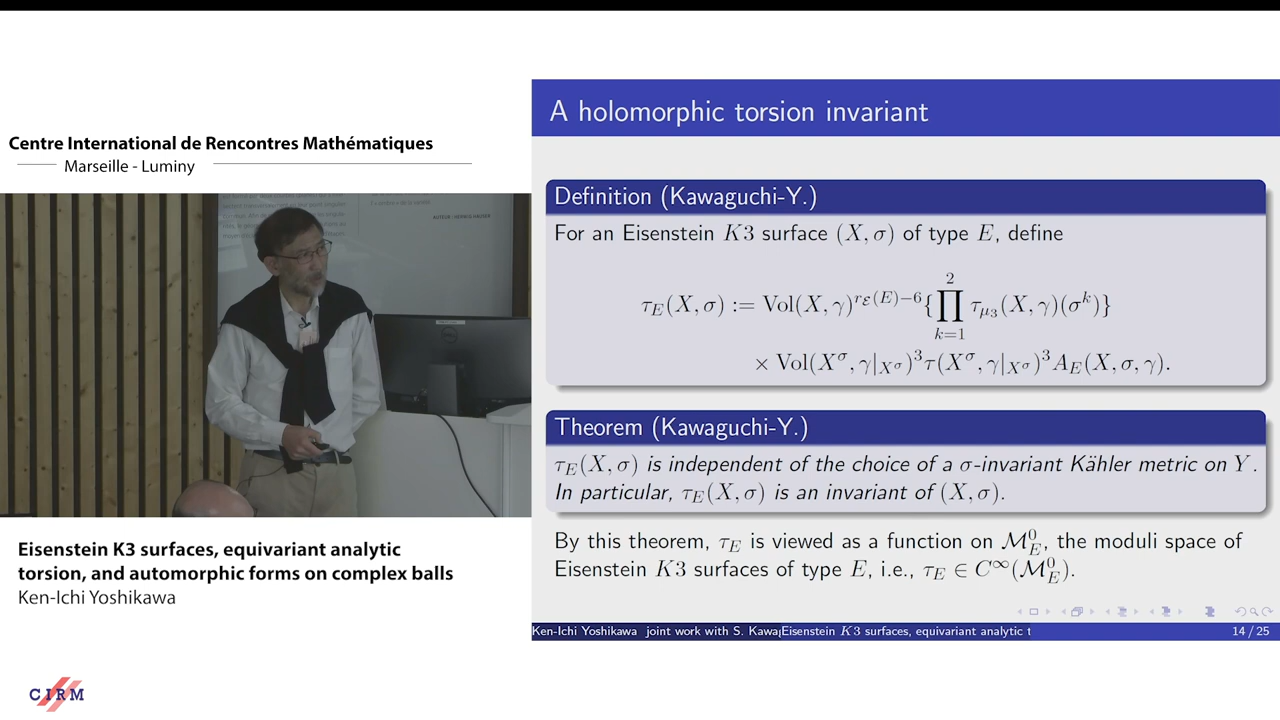 Centre International de Rencontres Mathématiques
Marseille - Luminy
AUTEUR : HERWIG HAUSER
Eisenstein K3 surfaces, equivariant analytic
torsion, and automorphic forms on complex balls
Ken-Ichi Yoshikawa
CIRM
A holomorphic torsion invariant
Definition (Kawaguchi-Y.)
For an Eisenstein K3 surface (X, σ) of type E, define
τ_E(X, σ) := Vol(X, γ)^{r_ℰ(E)−6}{∏_{k=1}^{2} τ_{μ_3}(X, γ)(σ^k)}
× Vol(X^σ, γ|_{X^σ})^3 τ(X^σ, γ|_{X^σ})^3 A_E(X, σ, γ).
Theorem (Kawaguchi-Y.)
τ_E(X, σ) is independent of the choice of a σ-invariant Kähler metric on Y.
In particular, τ_E(X, σ) is an invariant of (X, σ).
By this theorem, τ_E is viewed as a function on ℳ_E^0, the moduli space of
Eisenstein K3 surfaces of type E, i.e., τ_E ∈ C^∞(ℳ_E^0).
Ken-Ichi Yoshikawa joint work with S. Kawa Eisenstein K3 surfaces, equivariant analytic t 14 / 25